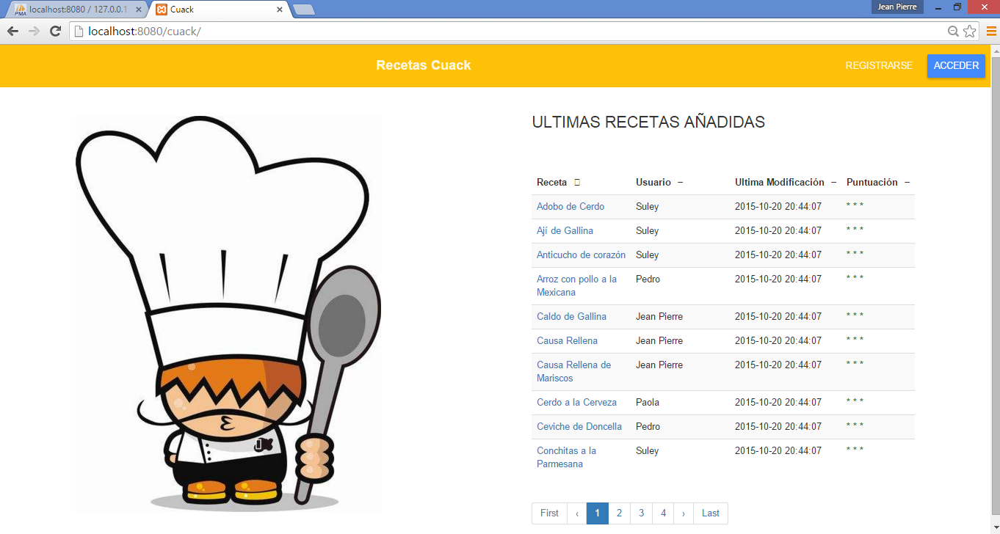 localhost:8080 / 127.0.0.1
Cuack
Jean Pierre
localhost:8080/cuack/
Recetas Cuack
REGISTRARSE
ACCEDER
ULTIMAS RECETAS AÑADIDAS
Receta Usuario Ultima Modificación Puntuación
Adobo de Cerdo Suley 2015-10-20 20:44:07 * * *
Ají de Gallina Suley 2015-10-20 20:44:07 * * *
Anticucho de corazón Suley 2015-10-20 20:44:07 * * *
Arroz con pollo a la Pedro 2015-10-20 20:44:07 * * *
Mexicana
Caldo de Gallina Jean Pierre 2015-10-20 20:44:07 * * *
Causa Rellena Jean Pierre 2015-10-20 20:44:07 * * *
Causa Rellena de Jean Pierre 2015-10-20 20:44:07 * * *
Mariscos
Cerdo a la Cerveza Paola 2015-10-20 20:44:07 * * *
Ceviche de Doncella Pedro 2015-10-20 20:44:07 * * *
Conchitas a la Suley 2015-10-20 20:44:07 * * *
Parmesana
First ‹ 1 2 3 4 › Last